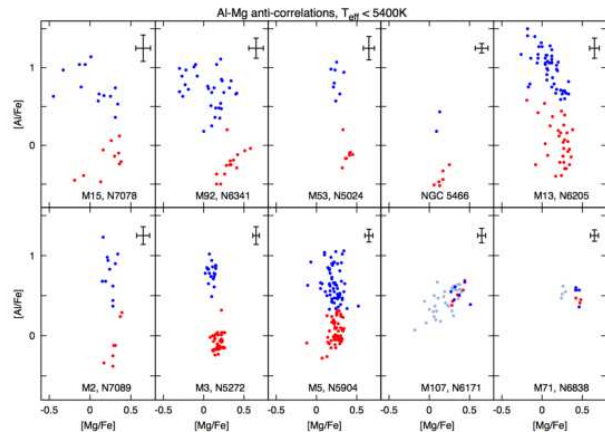 Al-Mg anti-correlations, T_eff < 5400K
[Al/Fe]
1
0
M15, N7078
M92, N6341
M53, N5024
NGC 5466
M13, N6205
[Al/Fe]
1
0
M2, N7089
M3, N5272
M5, N5904
M107, N6171
M71, N6838
-0.5 0 0.5 -0.5 0 0.5 -0.5 0 0.5 -0.5 0 0.5 -0.5 0 0.5
[Mg/Fe] [Mg/Fe] [Mg/Fe] [Mg/Fe] [Mg/Fe]